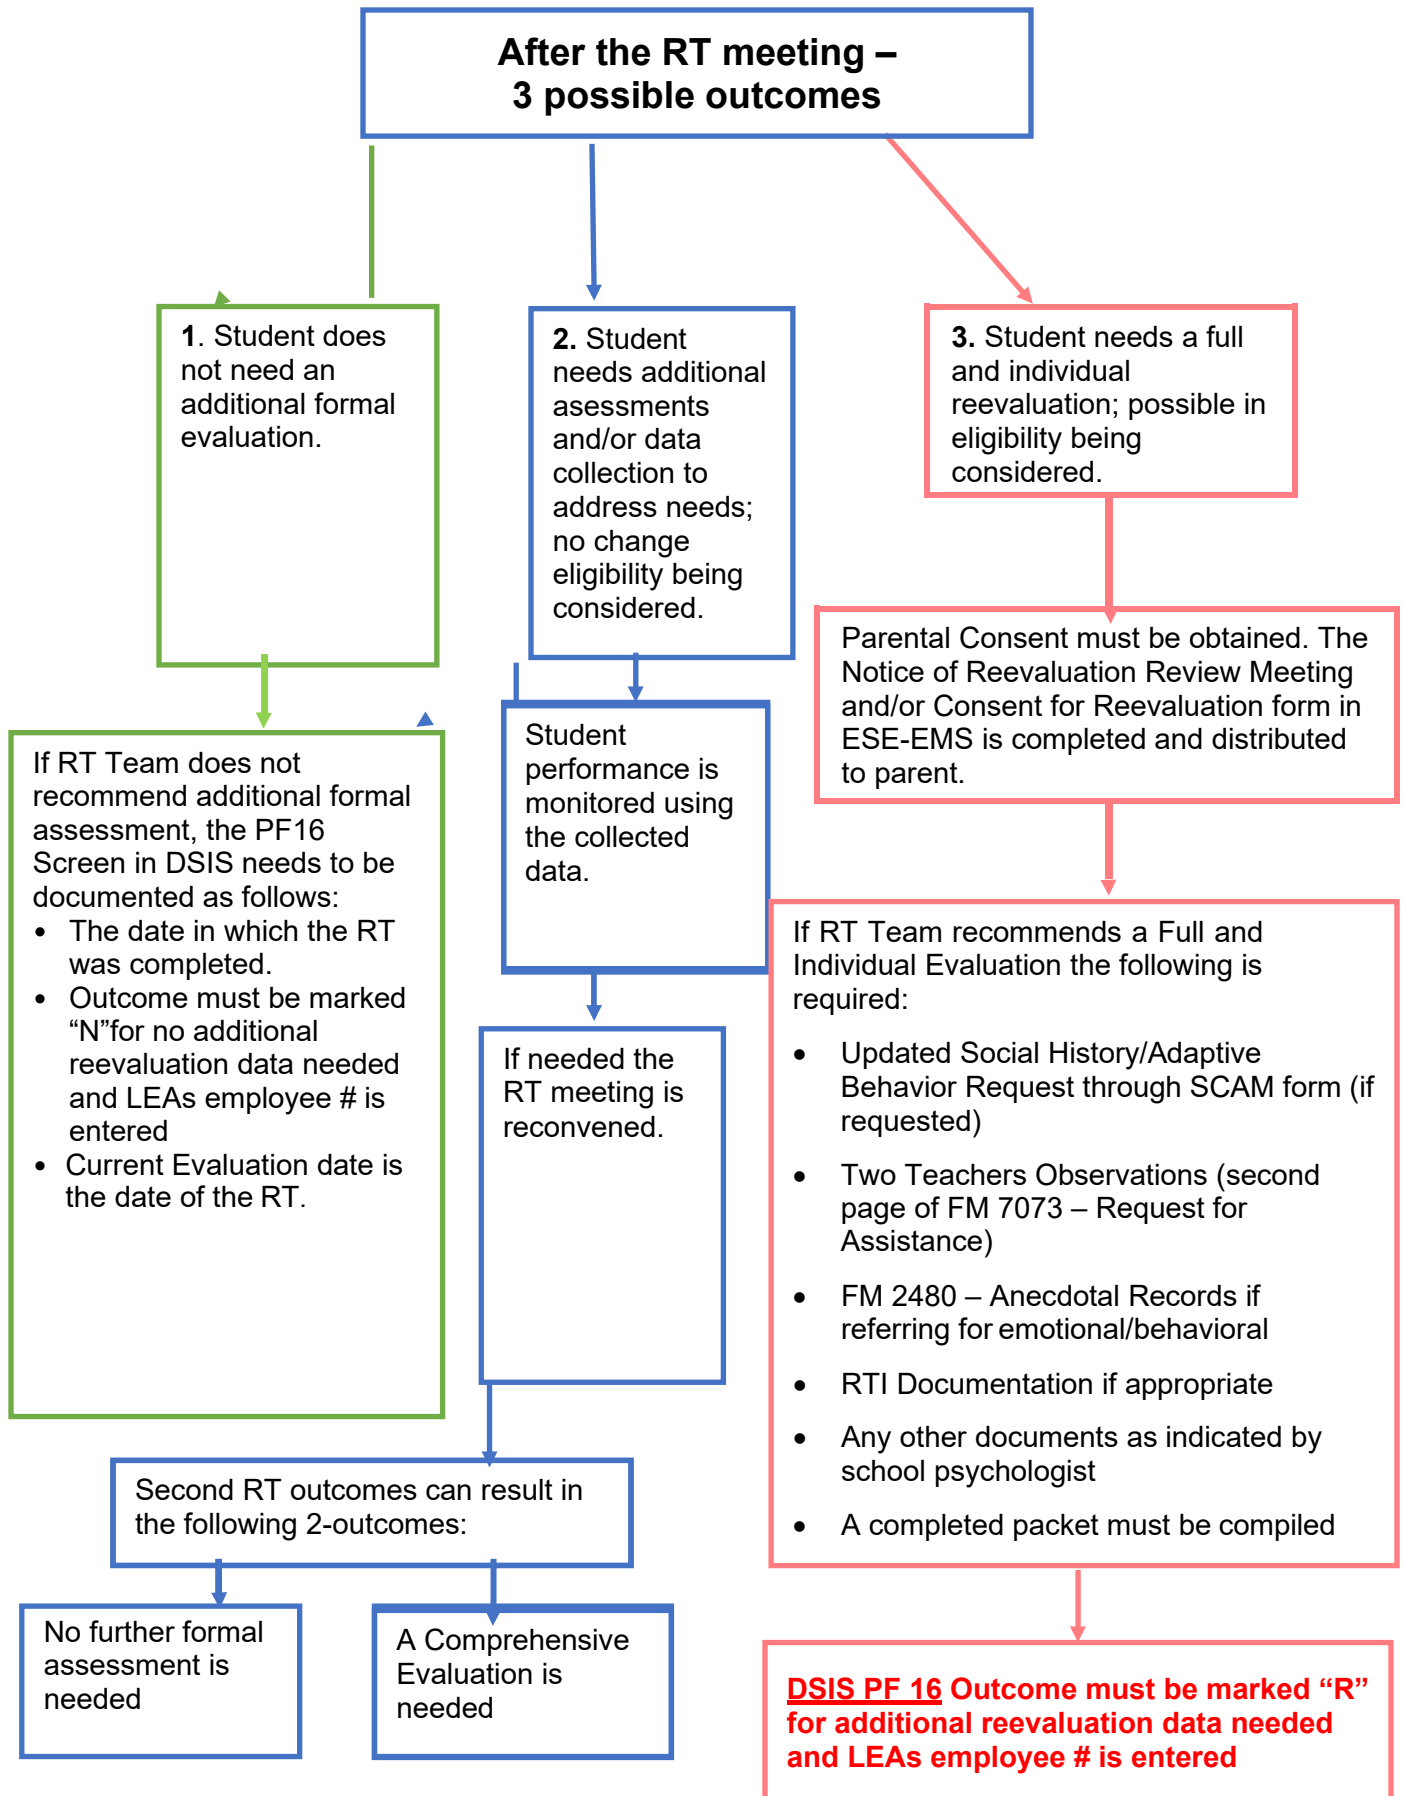 After the RT meeting –
3 possible outcomes
1. Student does
not need an
additional formal
evaluation.
2. Student
needs additional
asessments
and/or data
collection to
address needs;
no change
eligibility being
considered.
3. Student needs a full
and individual
reevaluation; possible in
eligibility being
considered.
If RT Team does not
recommend additional formal
assessment, the PF16
Screen in DSIS needs to be
documented as follows:
• The date in which the RT
was completed.
• Outcome must be marked
“N”for no additional
reevaluation data needed
and LEAs employee # is
entered
• Current Evaluation date is
the date of the RT.
Student
performance is
monitored using
the collected
data.
If needed the
RT meeting is
reconvened.
Second RT outcomes can result in
the following 2-outcomes:
No further formal
assessment is
needed
A Comprehensive
Evaluation is
needed
Parental Consent must be obtained. The
Notice of Reevaluation Review Meeting
and/or Consent for Reevaluation form in
ESE-EMS is completed and distributed
to parent.
If RT Team recommends a Full and
Individual Evaluation the following is
required:
• Updated Social History/Adaptive
Behavior Request through SCAM form (if
requested)
• Two Teachers Observations (second
page of FM 7073 – Request for
Assistance)
• FM 2480 – Anecdotal Records if
referring for emotional/behavioral
• RTI Documentation if appropriate
• Any other documents as indicated by
school psychologist
• A completed packet must be compiled
DSIS PF 16 Outcome must be marked “R”
for additional reevaluation data needed
and LEAs employee # is entered